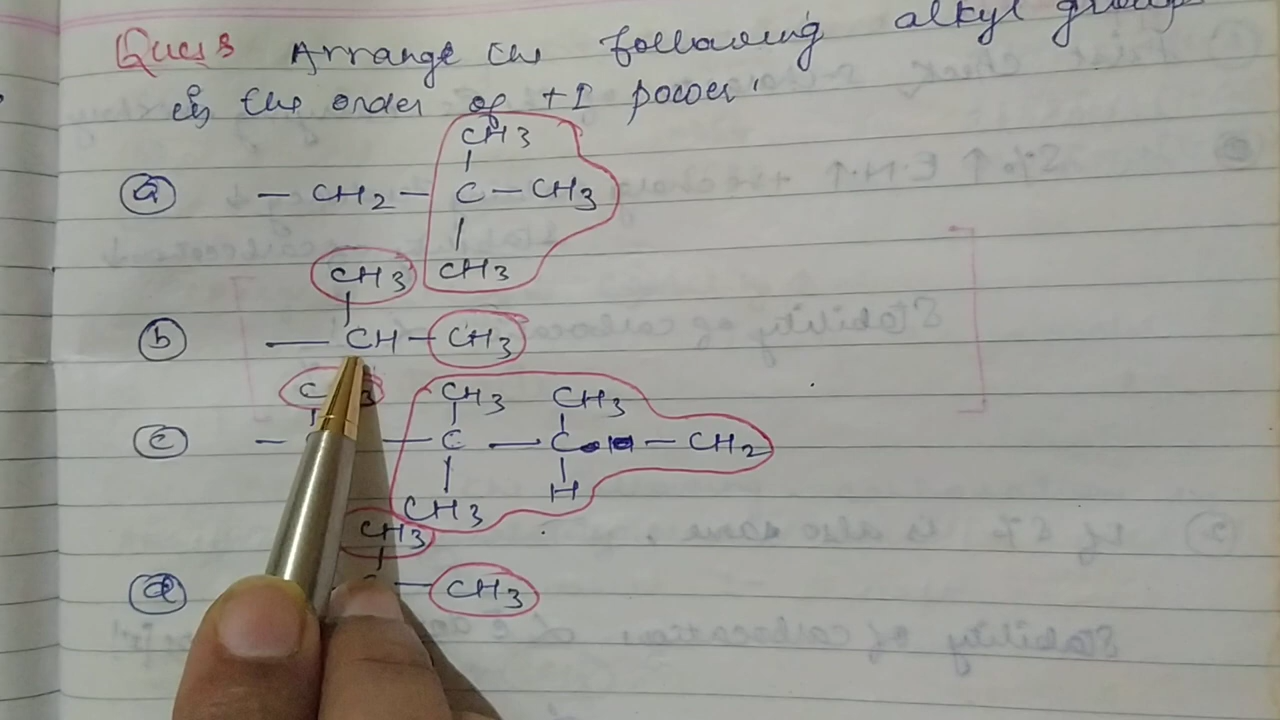 Ques Arrange the following alkyl groups
in the order of +I power.
CH3
|
(a) — CH2 — C — CH3
|
CH3
CH3
|
(b) — CH — CH3
CH3 CH3
(c) — — C — C — CH2
| |
CH3 H
CH3
|
(d) — CH3